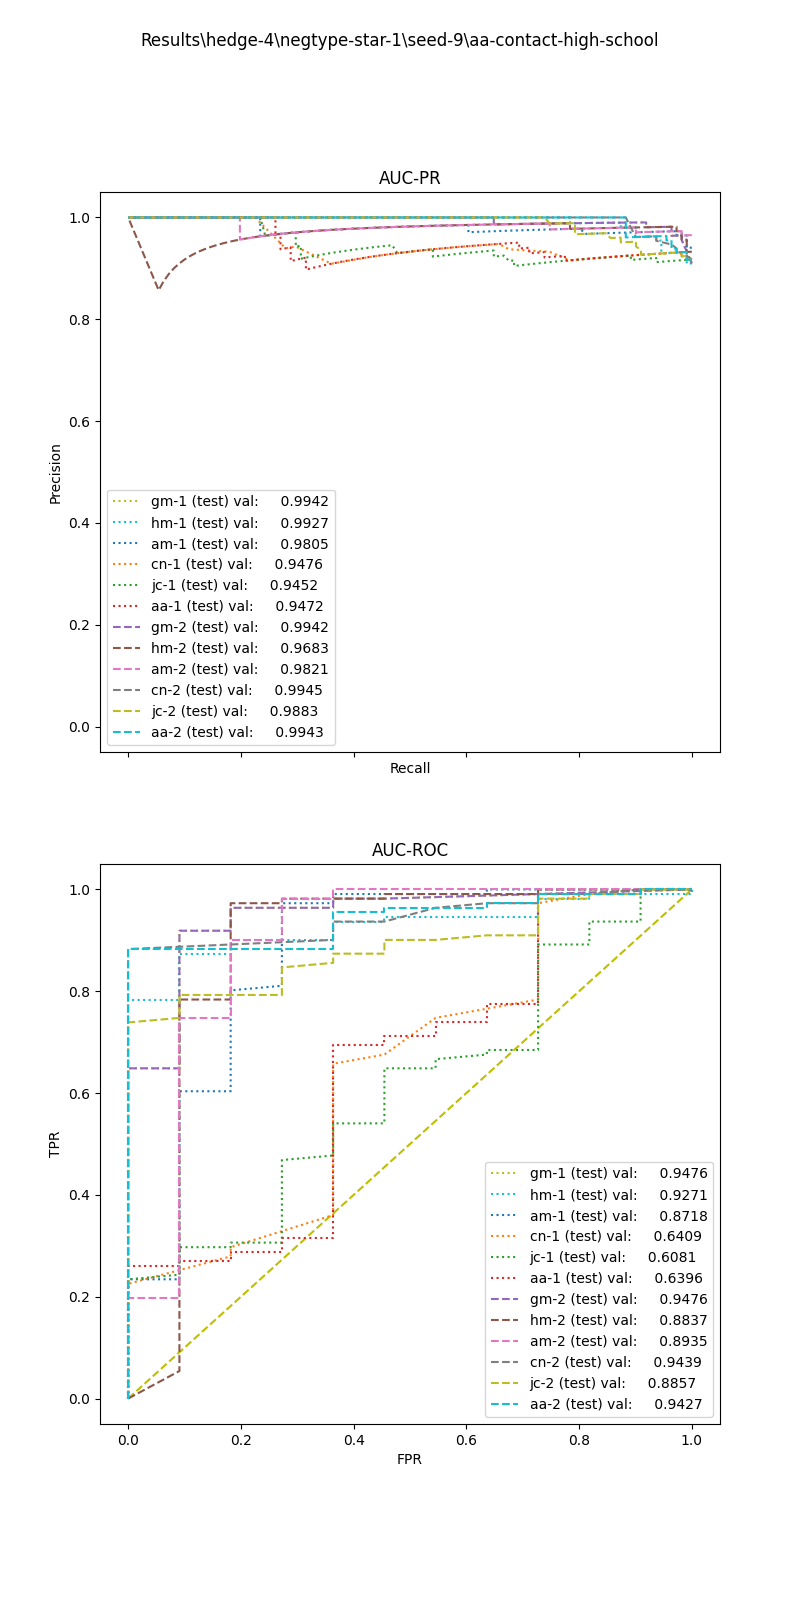 Results\hedge-4\negtype-star-1\seed-9\aa-contact-high-school
AUC-PR
1.0
0.8
0.6
0.4
0.2
0.0
Precision
gm-1 (test) val: 0.9942
hm-1 (test) val: 0.9927
am-1 (test) val: 0.9805
cn-1 (test) val: 0.9476
jc-1 (test) val: 0.9452
aa-1 (test) val: 0.9472
gm-2 (test) val: 0.9942
hm-2 (test) val: 0.9683
am-2 (test) val: 0.9821
cn-2 (test) val: 0.9945
jc-2 (test) val: 0.9883
aa-2 (test) val: 0.9943
Recall
AUC-ROC
1.0
0.8
0.6
0.4
0.2
0.0
TPR
gm-1 (test) val: 0.9476
hm-1 (test) val: 0.9271
am-1 (test) val: 0.8718
cn-1 (test) val: 0.6409
jc-1 (test) val: 0.6081
aa-1 (test) val: 0.6396
gm-2 (test) val: 0.9476
hm-2 (test) val: 0.8837
am-2 (test) val: 0.8935
cn-2 (test) val: 0.9439
jc-2 (test) val: 0.8857
aa-2 (test) val: 0.9427
0.0 0.2 0.4 0.6 0.8 1.0
FPR